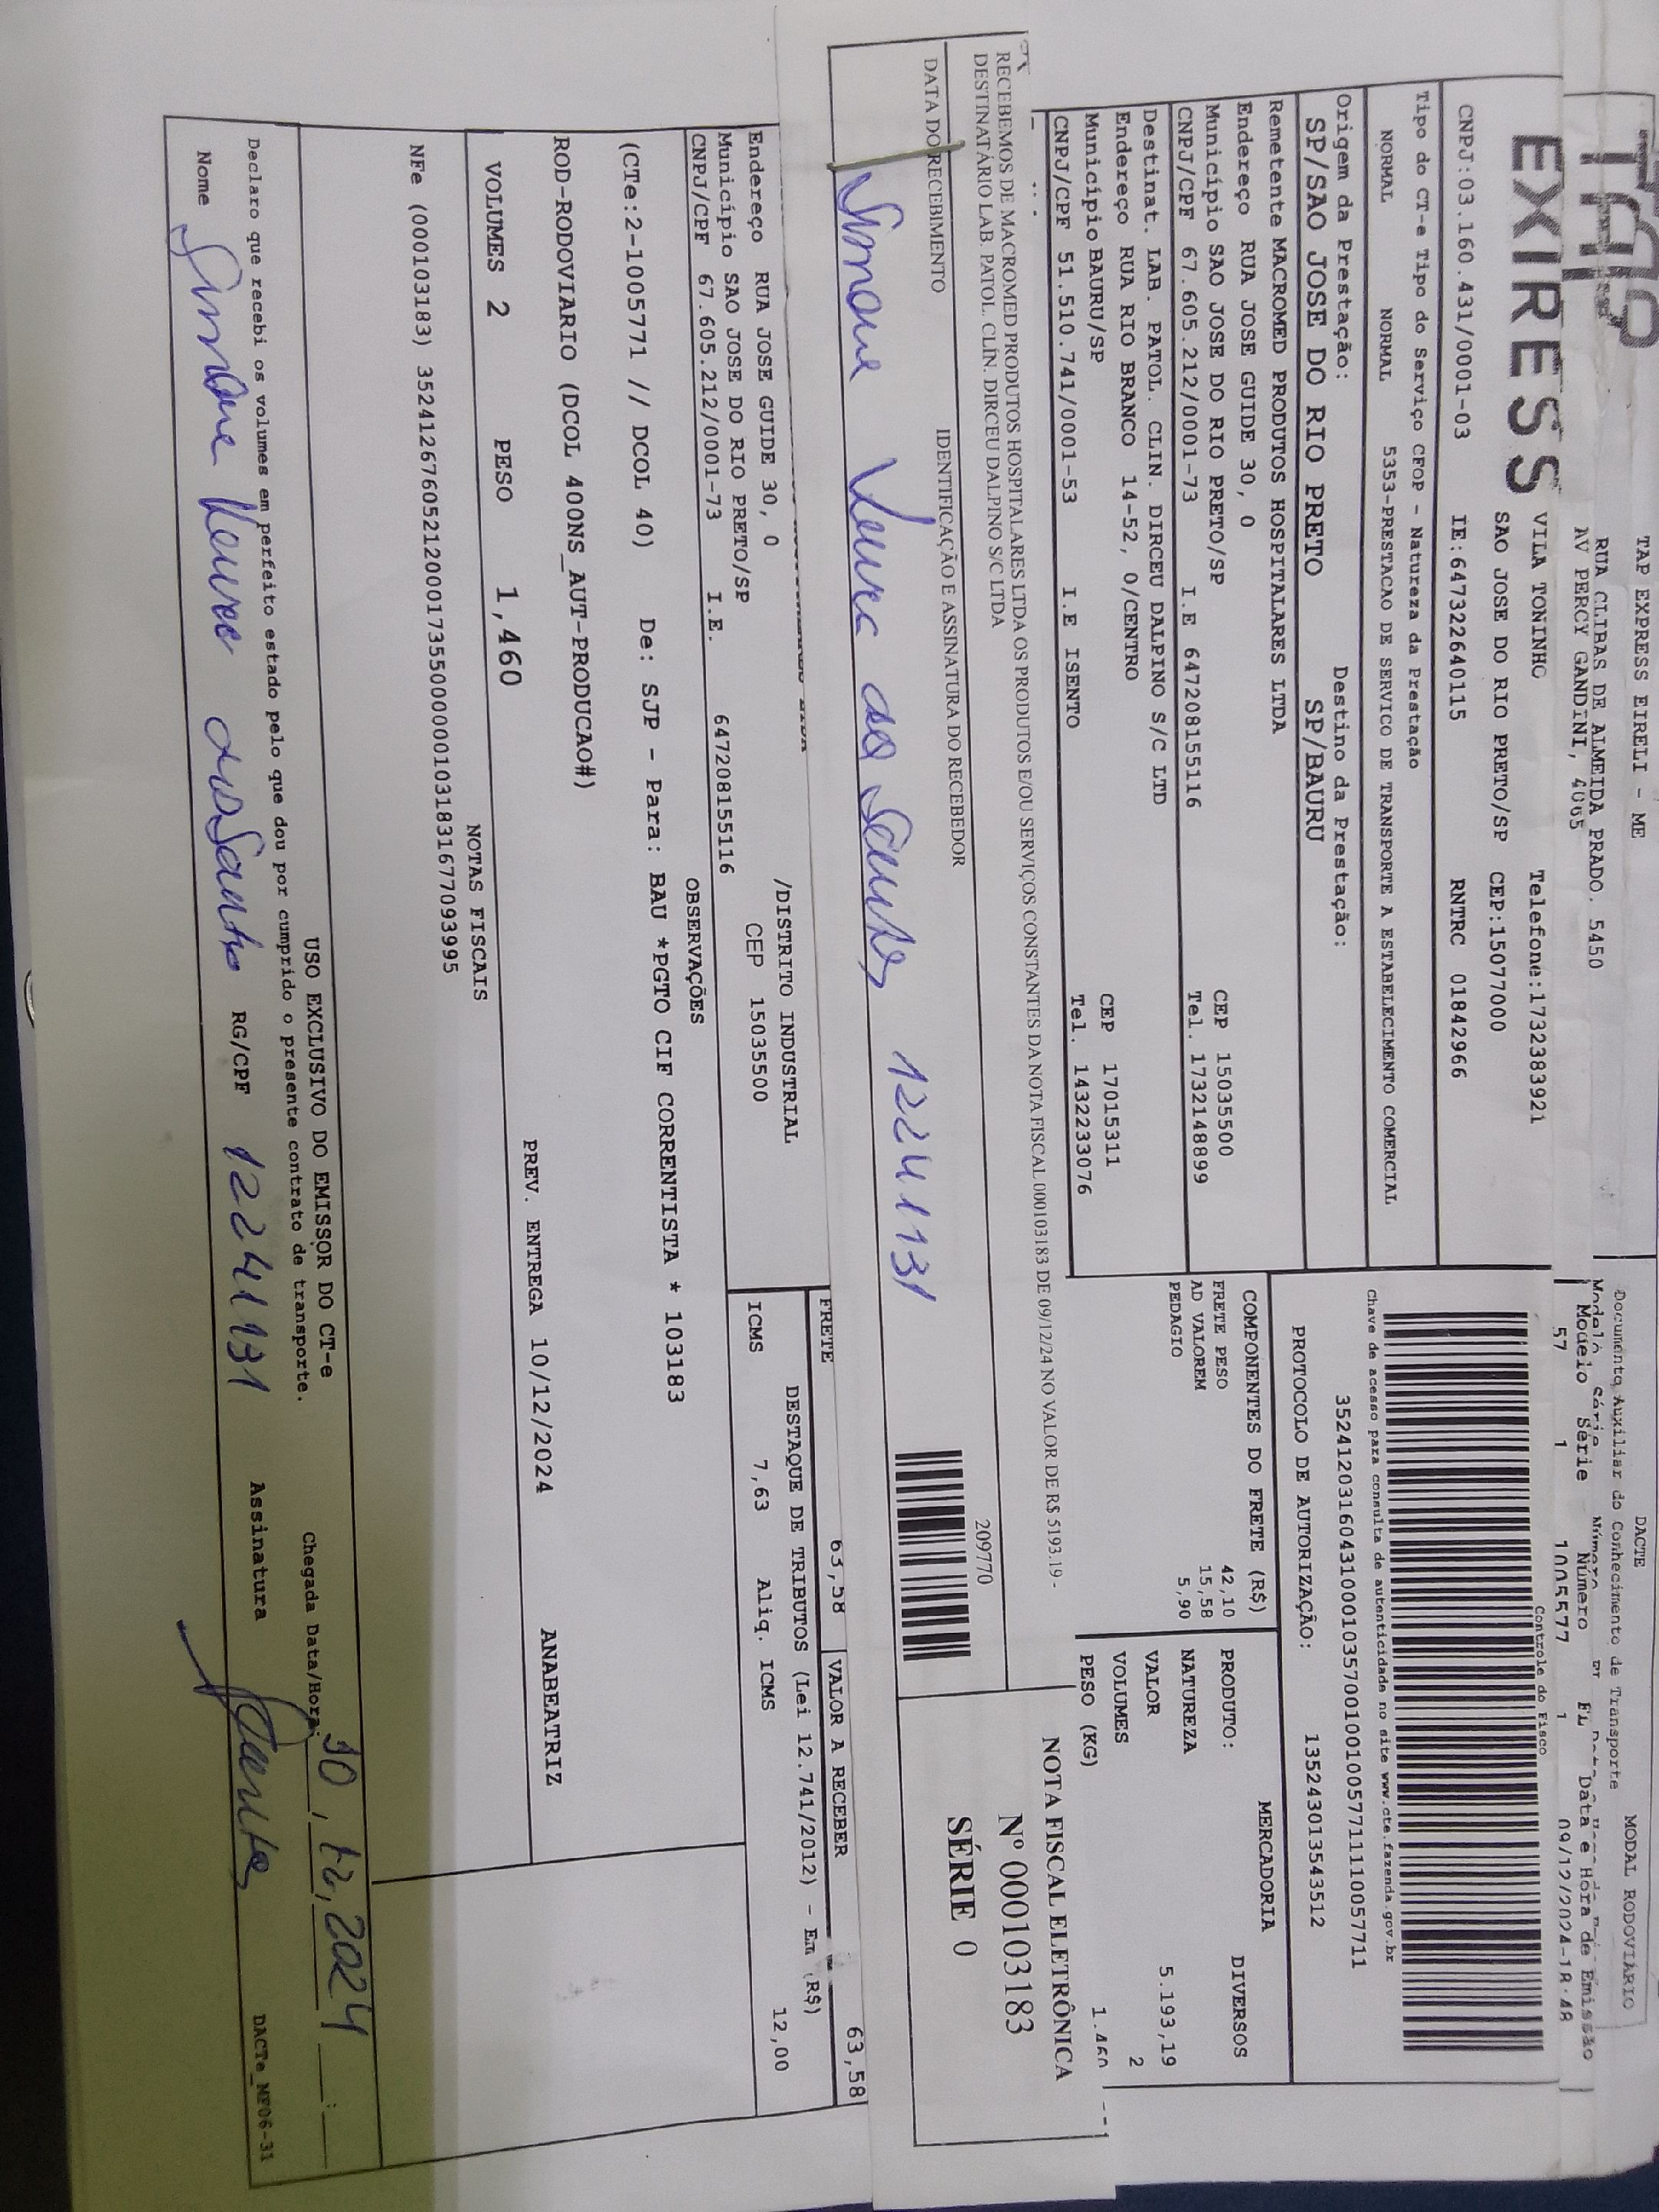 TAP EXPRESS EIRELI - ME
RUA CLIBAS DE ALMEIDA PRADO. 5450
AV PERCY GANDINI, 4065
VILA TONINHO Telefone:1732383921
SAO JOSE DO RIO PRETO/SP CEP:15077000
CNPJ:03.160.431/0001-03 IE:647322640115 RNTRC 01842966
TAP
EXIRESS
DACTE
MODAL RODOVIÁRIO
Documento Auxiliar do Conhecimento de Transporte
Modelo Série Número FL Data e Hora de Emissão
57 1 1005577 1 09/12/2024-18:48
Controle do Fisco
Chave de acesso para consulta de autenticidade no site www.cte.fazenda.gov.br
Tipo do CT-e Tipo do Serviço CFOP - Natureza da Prestação
NORMAL NORMAL 5353-PRESTACAO DE SERVICO DE TRANSPORTE A ESTABELECIMENTO COMERCIAL
PROTOCOLO DE AUTORIZAÇÃO: 135243013543512
Origem da Prestação: Destino da Prestação:
SP/SAO JOSE DO RIO PRETO SP/BAURU
Remetente MACROMED PRODUTOS HOSPITALARES LTDA
Endereço RUA JOSE GUIDE 30, 0 CEP 15035500
Município SAO JOSE DO RIO PRETO/SP Tel. 1732148899
CNPJ/CPF 67.605.212/0001-73 I.E 647208155116
Destinat. LAB. PATOL. CLIN. DIRCEU DALPINO S/C LTD
Endereço RUA RIO BRANCO 14-52, 0/CENTRO CEP 17015311
Município BAURU/SP Tel. 1432233076
CNPJ/CPF 51.510.741/0001-53 I.E ISENTO
COMPONENTES DO FRETE (R$)
FRETE PESO 42,10
AD VALOREM 15,58
PEDAGIO 5,90
MERCADORIA
PRODUTO: DIVERSOS
NATUREZA
VALOR 5.193,19
VOLUMES 2
PESO (KG) 1.460
RECEBEMOS DE MACROMED PRODUTOS HOSPITALARES LTDA OS PRODUTOS E/OU SERVIÇOS CONSTANTES DA NOTA FISCAL 000103183 DE 09/12/24 NO VALOR DE R$ 5193.19 -
DESTINATÁRIO LAB. PATOL. CLÍN. DIRCEU DALPINO S/C LTDA
209770
DATA DO RECEBIMENTO IDENTIFICAÇÃO E ASSINATURA DO RECEBEDOR
Simone 12241131
NOTA FISCAL ELETRÔNICA
Nº 000103183
SÉRIE 0
FRETE 63,58 VALOR A RECEBER 63,58
/DISTRITO INDUSTRIAL
Endereço RUA JOSE GUIDE 30, 0 CEP 15035500
Município SAO JOSE DO RIO PRETO/SP
CNPJ/CPF 67.605.212/0001-73 I.E. 647208155116
DESTAQUE DE TRIBUTOS (Lei 12.741/2012) - Em R$)
ICMS 7,63 Aliq. ICMS 12,00
OBSERVAÇÕES
(CTe:2-1005771 // DCOL 40) De: SJP - Para: BAU *PGTO CIF CORRENTISTA * 103183
ROD-RODOVIARIO (DCOL 400NS_AUT-PRODUCAO#)
VOLUMES 2 PESO 1,460 PREV. ENTREGA 10/12/2024 ANABEATRIZ
NOTAS FISCAIS
NFe (000103183) 35241267605212000173550000001031831677093995
USO EXCLUSIVO DO EMISSOR DO CT-e
Declaro que recebi os volumes em perfeito estado pelo que dou por cumprido o presente contrato de transporte.
Chegada Data/Hora: 10, 12, 2024
Nome Simone dos Santos RG/CPF 12241131 Assinatura
DACTe_MF06-31